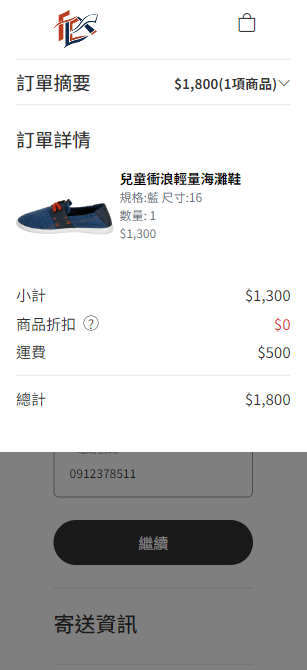 訂單摘要
$1,800(1項商品)
訂單詳情
兒童衝浪輕量海灘鞋
規格:藍 尺寸:16
數量: 1
$1,300
小計 $1,300
商品折扣 ? $0
運費 $500
總計 $1,800
0912378511
繼續
寄送資訊